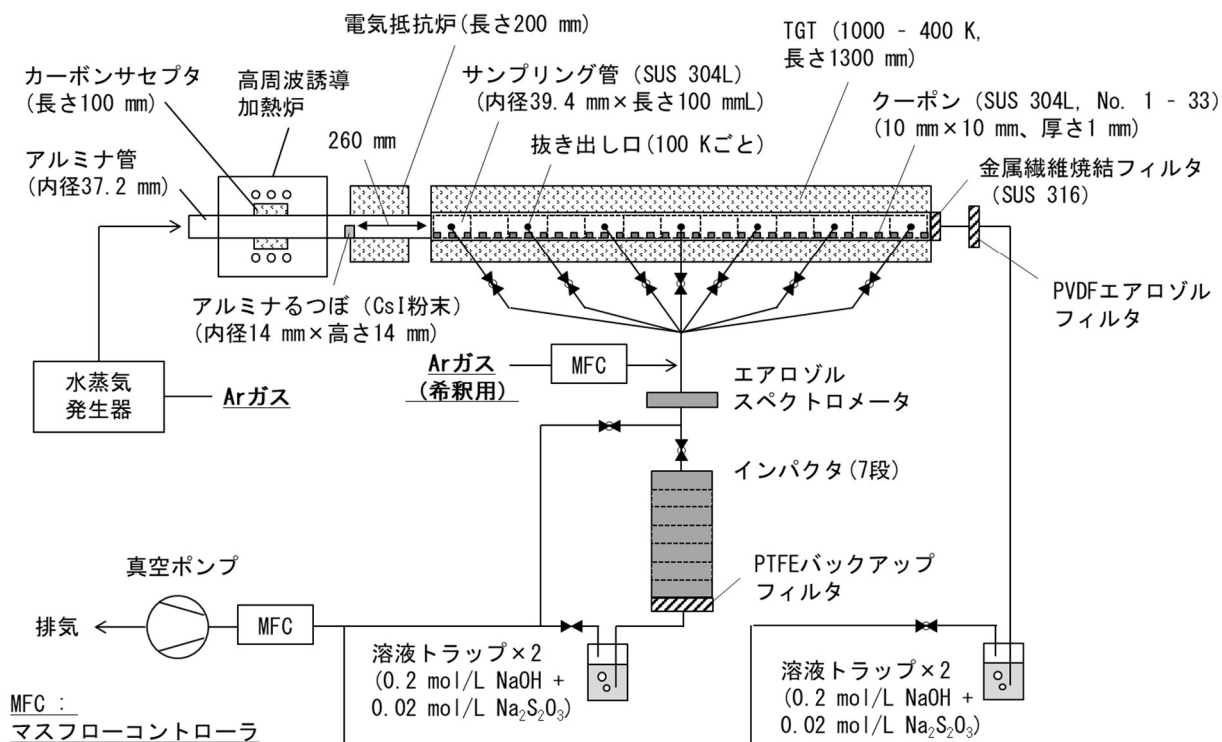 電気抵抗炉(長さ200 mm)
TGT (1000 - 400 K,
長さ1300 mm)
カーボンサセプタ
(長さ100 mm)
高周波誘導
加熱炉
サンプリング管 (SUS 304L)
(内径39.4 mm×長さ100 mmL)
クーポン (SUS 304L, No. 1 - 33)
(10 mm×10 mm、厚さ1 mm)
アルミナ管
(内径37.2 mm)
260 mm
抜き出し口(100 Kごと)
金属繊維焼結フィルタ
(SUS 316)
アルミナるつぼ (CsI粉末)
(内径14 mm×高さ14 mm)
PVDFエアロゾル
フィルタ
水蒸気
発生器
Arガス
Arガス
(希釈用)
MFC
エアロゾル
スペクトロメータ
インパクタ(7段)
PTFEバックアップ
フィルタ
真空ポンプ
排気
MFC
溶液トラップ×2
(0.2 mol/L NaOH +
0.02 mol/L Na₂S₂O₃)
溶液トラップ×2
(0.2 mol/L NaOH +
0.02 mol/L Na₂S₂O₃)
MFC :
マスフローコントローラ